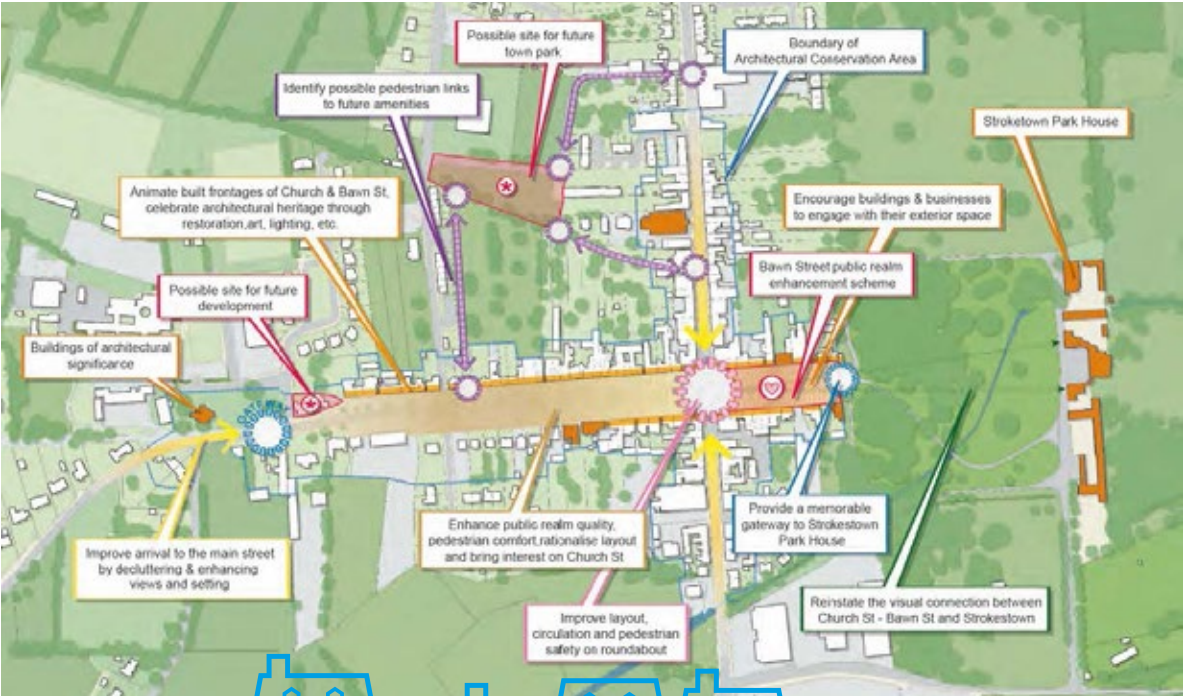 Possible site for future
town park
Boundary of
Architectural Conservation Area
Identify possible pedestrian links
to future amenities
Stroketown Park House
Animate built frontages of Church & Bawn St,
celebrate architectural heritage through
restoration,art, lighting, etc.
Encourage buildings & businesses
to engage with their exterior space
Bawn Street public realm
enhancement scheme
Possible site for future
development
Buildings of architectural
significance
GATEWAY
Enhance public realm quality,
pedestrian comfort,rationalise layout
and bring interest on Church St
Provide a memorable
gateway to Strokestown
Park House
Improve arrival to the main street
by decluttering & enhancing
views and setting
Improve layout,
circulation and pedestrian
safety on roundabout
Reinstate the visual connection between
Church St - Bawn St and Strokestown